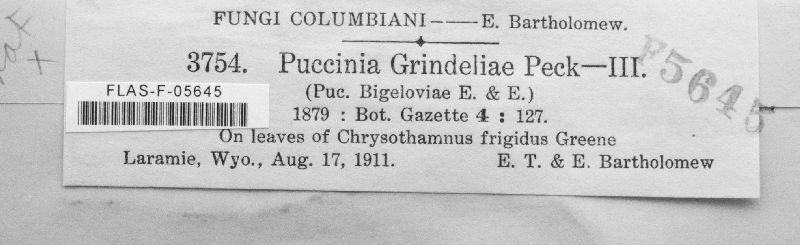 FUNGI COLUMBIANI——E. Bartholomew.
3754. Puccinia Grindeliae Peck—III.
F5645
FLAS-F-05645
(Puc. Bigeloviae E. & E.)
1879 : Bot. Gazette 4 : 127.
On leaves of Chrysothamnus frigidus Greene
Laramie, Wyo., Aug. 17, 1911. E. T. & E. Bartholomew